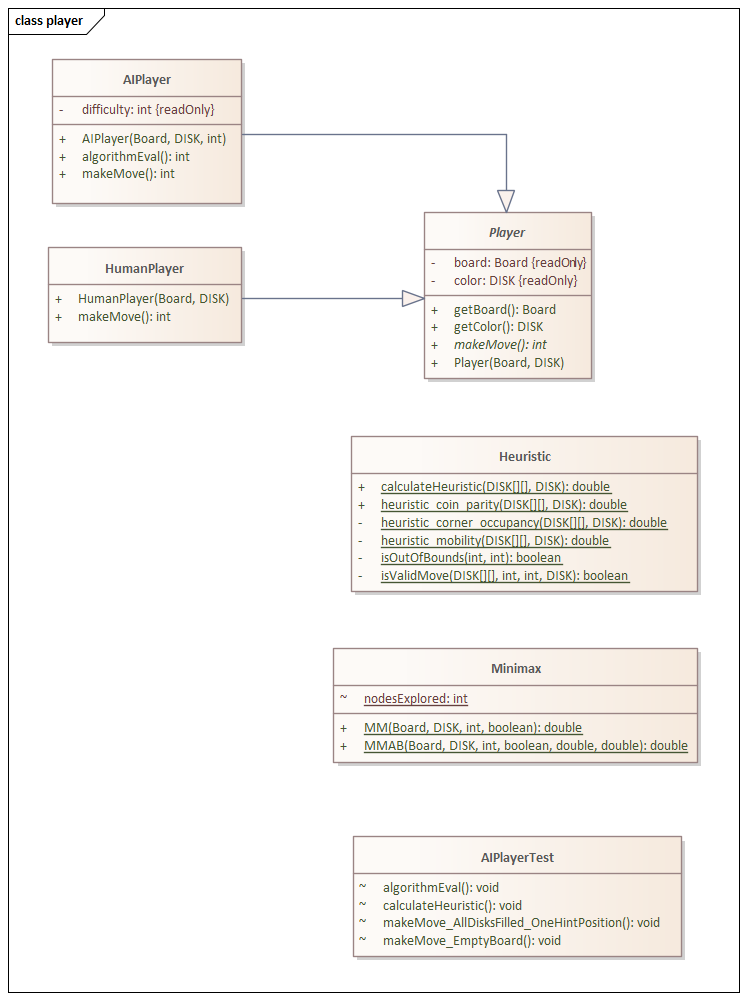 class player
AIPlayer
- difficulty: int {readOnly}
+ AIPlayer(Board, DISK, int)
+ algorithmEval(): int
+ makeMove(): int
Player
- board: Board {readOnly}
- color: DISK {readOnly}
+ getBoard(): Board
+ getColor(): DISK
+ makeMove(): int
+ Player(Board, DISK)
HumanPlayer
+ HumanPlayer(Board, DISK)
+ makeMove(): int
Heuristic
+ calculateHeuristic(DISK[][], DISK): double
+ heuristic_coin_parity(DISK[][], DISK): double
- heuristic_corner_occupancy(DISK[][], DISK): double
- heuristic_mobility(DISK[][], DISK): double
- isOutOfBounds(int, int): boolean
- isValidMove(DISK[][], int, int, DISK): boolean
Minimax
~ nodesExplored: int
+ MM(Board, DISK, int, boolean): double
+ MMAB(Board, DISK, int, boolean, double, double): double
AIPlayerTest
~ algorithmEval(): void
~ calculateHeuristic(): void
~ makeMove_AllDisksFilled_OneHintPosition(): void
~ makeMove_EmptyBoard(): void